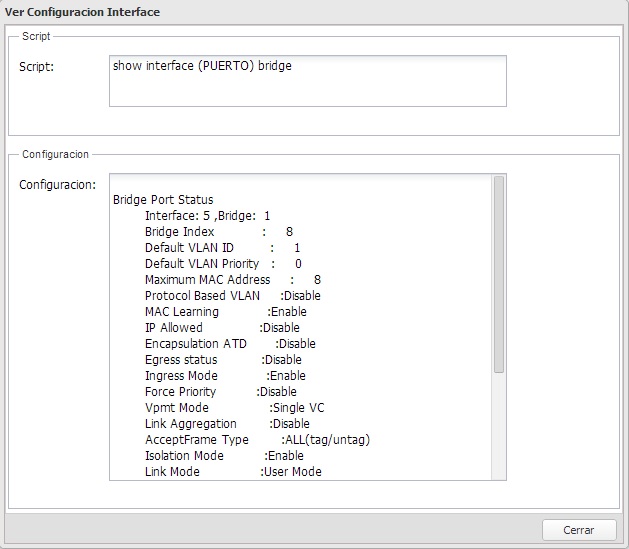 Ver Configuracion Interface
Script
Script: show interface (PUERTO) bridge
Configuracion
Configuracion:
Bridge Port Status
Interface: 5 ,Bridge: 1
Bridge Index : 8
Default VLAN ID : 1
Default VLAN Priority : 0
Maximum MAC Address : 8
Protocol Based VLAN :Disable
MAC Learning :Enable
IP Allowed :Disable
Encapsulation ATD :Disable
Egress status :Disable
Ingress Mode :Enable
Force Priority :Disable
Vpmt Mode :Single VC
Link Aggregation :Disable
AcceptFrame Type :ALL(tag/untag)
Isolation Mode :Enable
Link Mode :User Mode
Cerrar